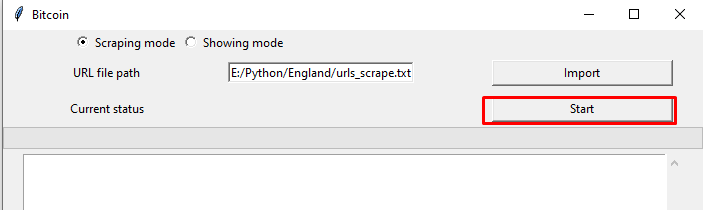 Bitcoin
Scraping mode Showing mode
URL file path E:/Python/England/urls_scrape.txt Import
Current status Start